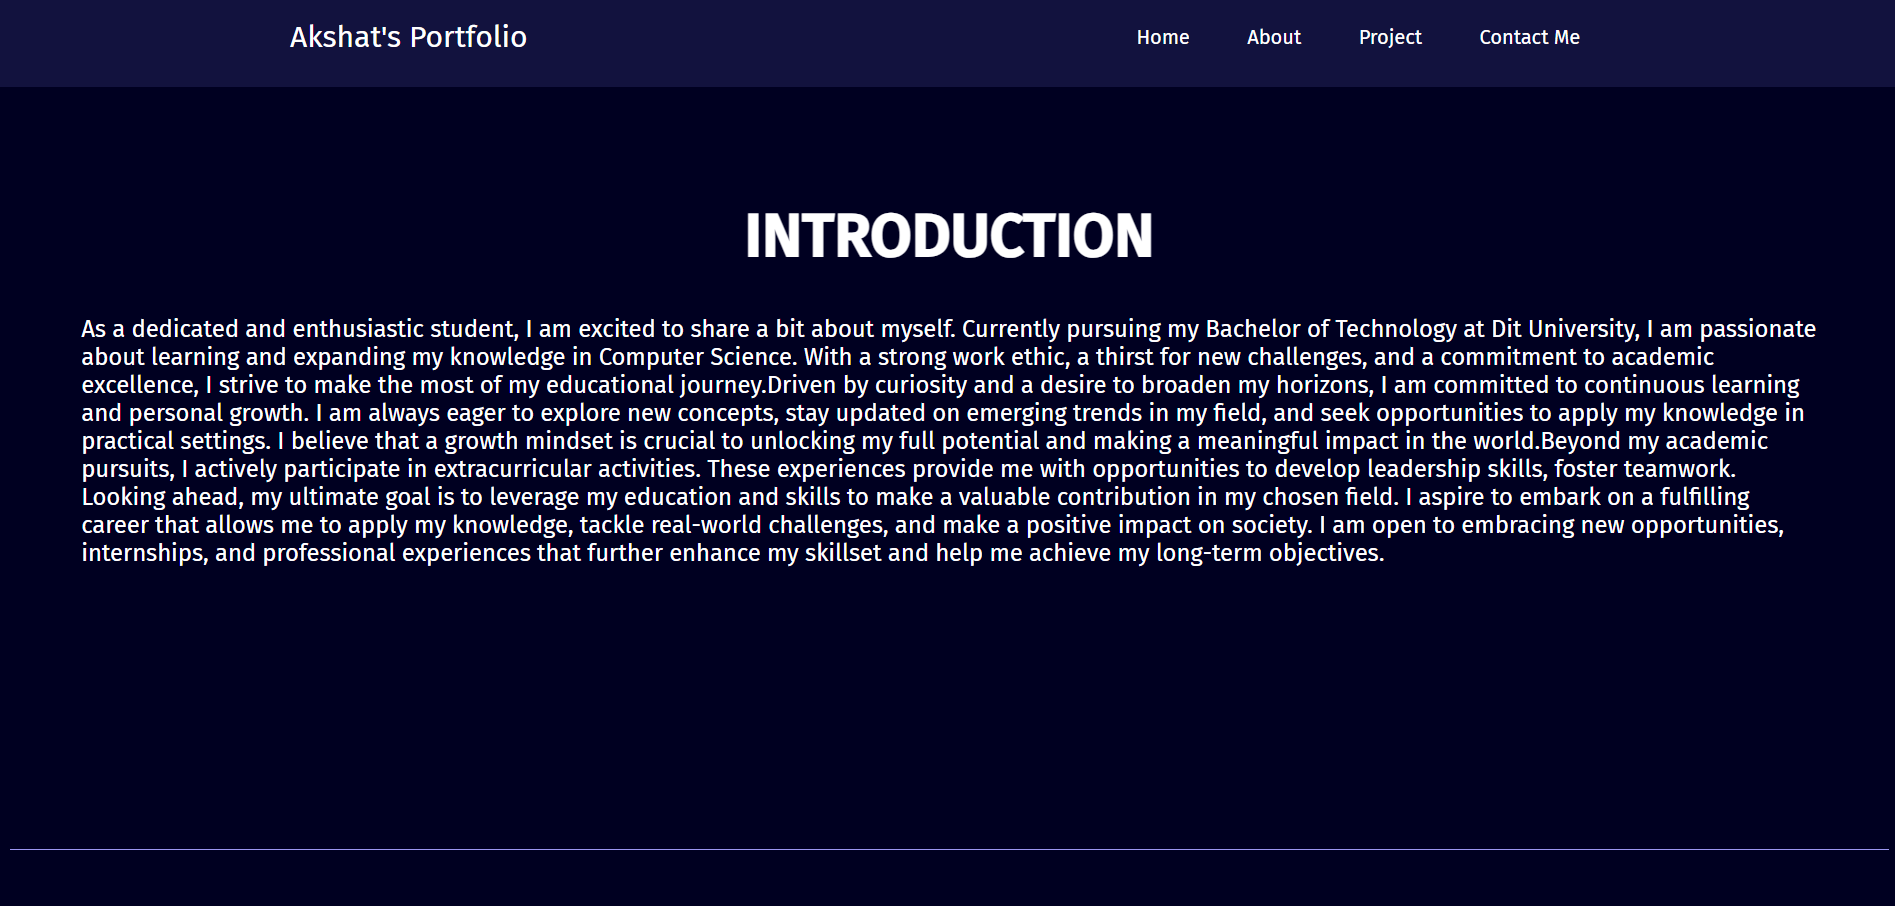 Akshat's Portfolio
Home
About
Project
Contact Me
INTRODUCTION
As a dedicated and enthusiastic student, I am excited to share a bit about myself. Currently pursuing my Bachelor of Technology at Dit University, I am passionate
about learning and expanding my knowledge in Computer Science. With a strong work ethic, a thirst for new challenges, and a commitment to academic
excellence, I strive to make the most of my educational journey.Driven by curiosity and a desire to broaden my horizons, I am committed to continuous learning
and personal growth. I am always eager to explore new concepts, stay updated on emerging trends in my field, and seek opportunities to apply my knowledge in
practical settings. I believe that a growth mindset is crucial to unlocking my full potential and making a meaningful impact in the world.Beyond my academic
pursuits, I actively participate in extracurricular activities. These experiences provide me with opportunities to develop leadership skills, foster teamwork.
Looking ahead, my ultimate goal is to leverage my education and skills to make a valuable contribution in my chosen field. I aspire to embark on a fulfilling
career that allows me to apply my knowledge, tackle real-world challenges, and make a positive impact on society. I am open to embracing new opportunities,
internships, and professional experiences that further enhance my skillset and help me achieve my long-term objectives.